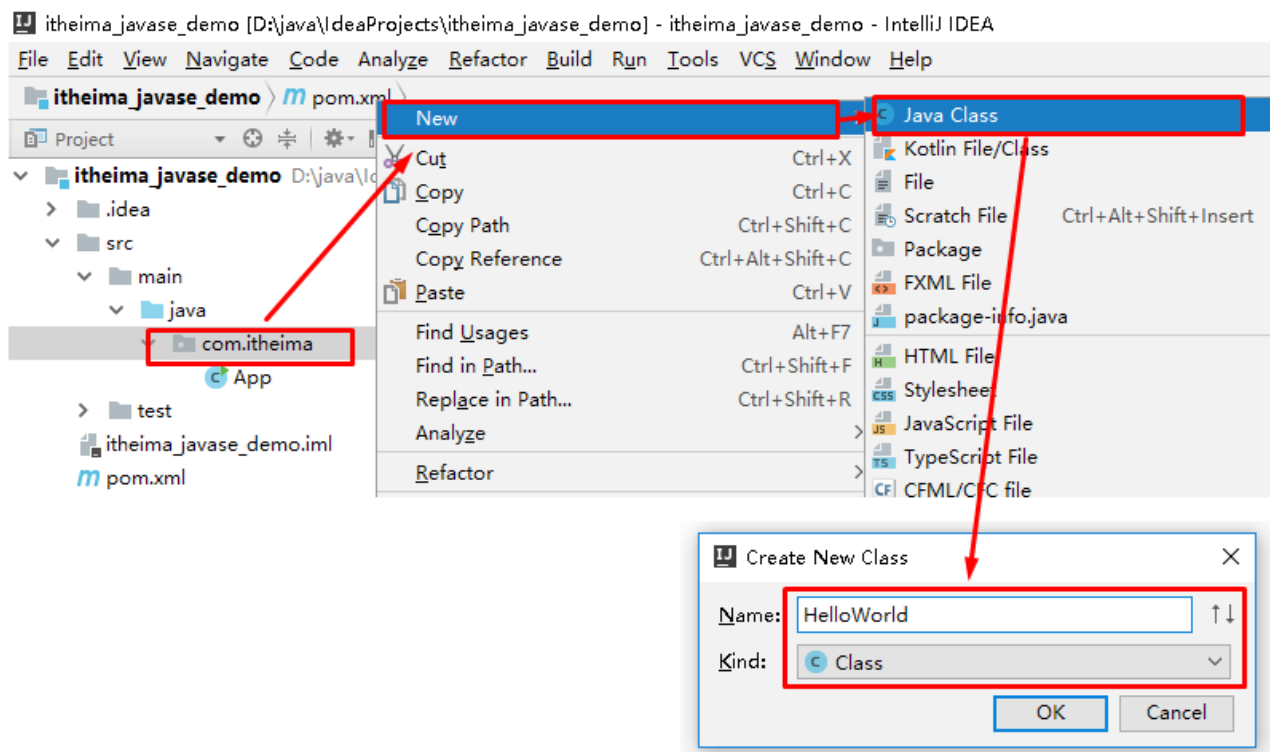 itheima_javase_demo [D:\java\IdeaProjects\itheima_javase_demo] - itheima_javase_demo - IntelliJ IDEA
File Edit View Navigate Code Analyze Refactor Build Run Tools VCS Window Help
itheima_javase_demo pom.xml
Project
itheima_javase_demo D:\java\Id
.idea
src
main
java
com.itheima
App
test
itheima_javase_demo.iml
pom.xml
New
Cut Ctrl+X
Copy Ctrl+C
Copy Path Ctrl+Shift+C
Copy Reference Ctrl+Alt+Shift+C
Paste Ctrl+V
Find Usages Alt+F7
Find in Path... Ctrl+Shift+F
Replace in Path... Ctrl+Shift+R
Analyze
Refactor
Java Class
Kotlin File/Class
File
Scratch File Ctrl+Alt+Shift+Insert
Package
FXML File
package-info.java
HTML File
Stylesheet
JavaScript File
TypeScript File
CFML/CFC file
Create New Class
Name: HelloWorld
Kind: Class
OK Cancel